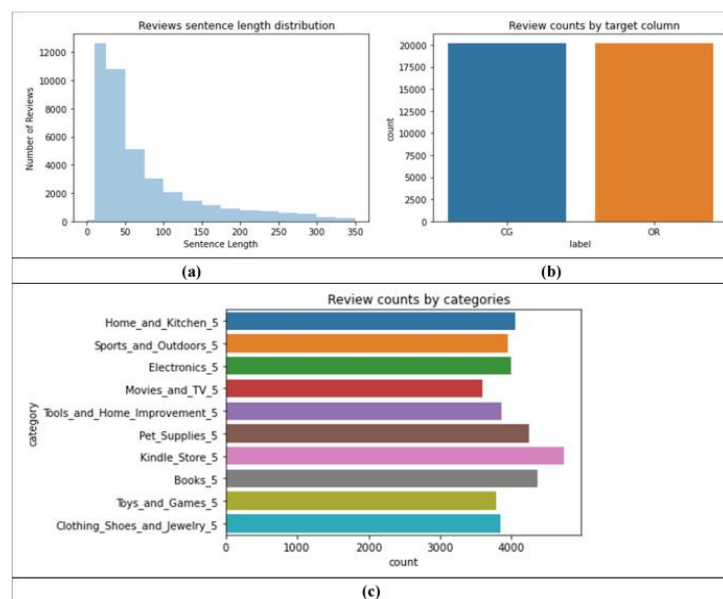 Reviews sentence length distribution
12000
10000
8000
6000
4000
2000
0
Number of Reviews
0 50 100 150 200 250 300 350
Sentence Length
(a)
Review counts by target column
20000
17500
15000
12500
10000
7500
5000
2500
0
count
CG OR
label
(b)
Review counts by categories
Home_and_Kitchen_5
Sports_and_Outdoors_5
Electronics_5
Movies_and_TV_5
Tools_and_Home_Improvement_5
Pet_Supplies_5
Kindle_Store_5
Books_5
Toys_and_Games_5
Clothing_Shoes_and_Jewelry_5
category
0 1000 2000 3000 4000
count
(c)